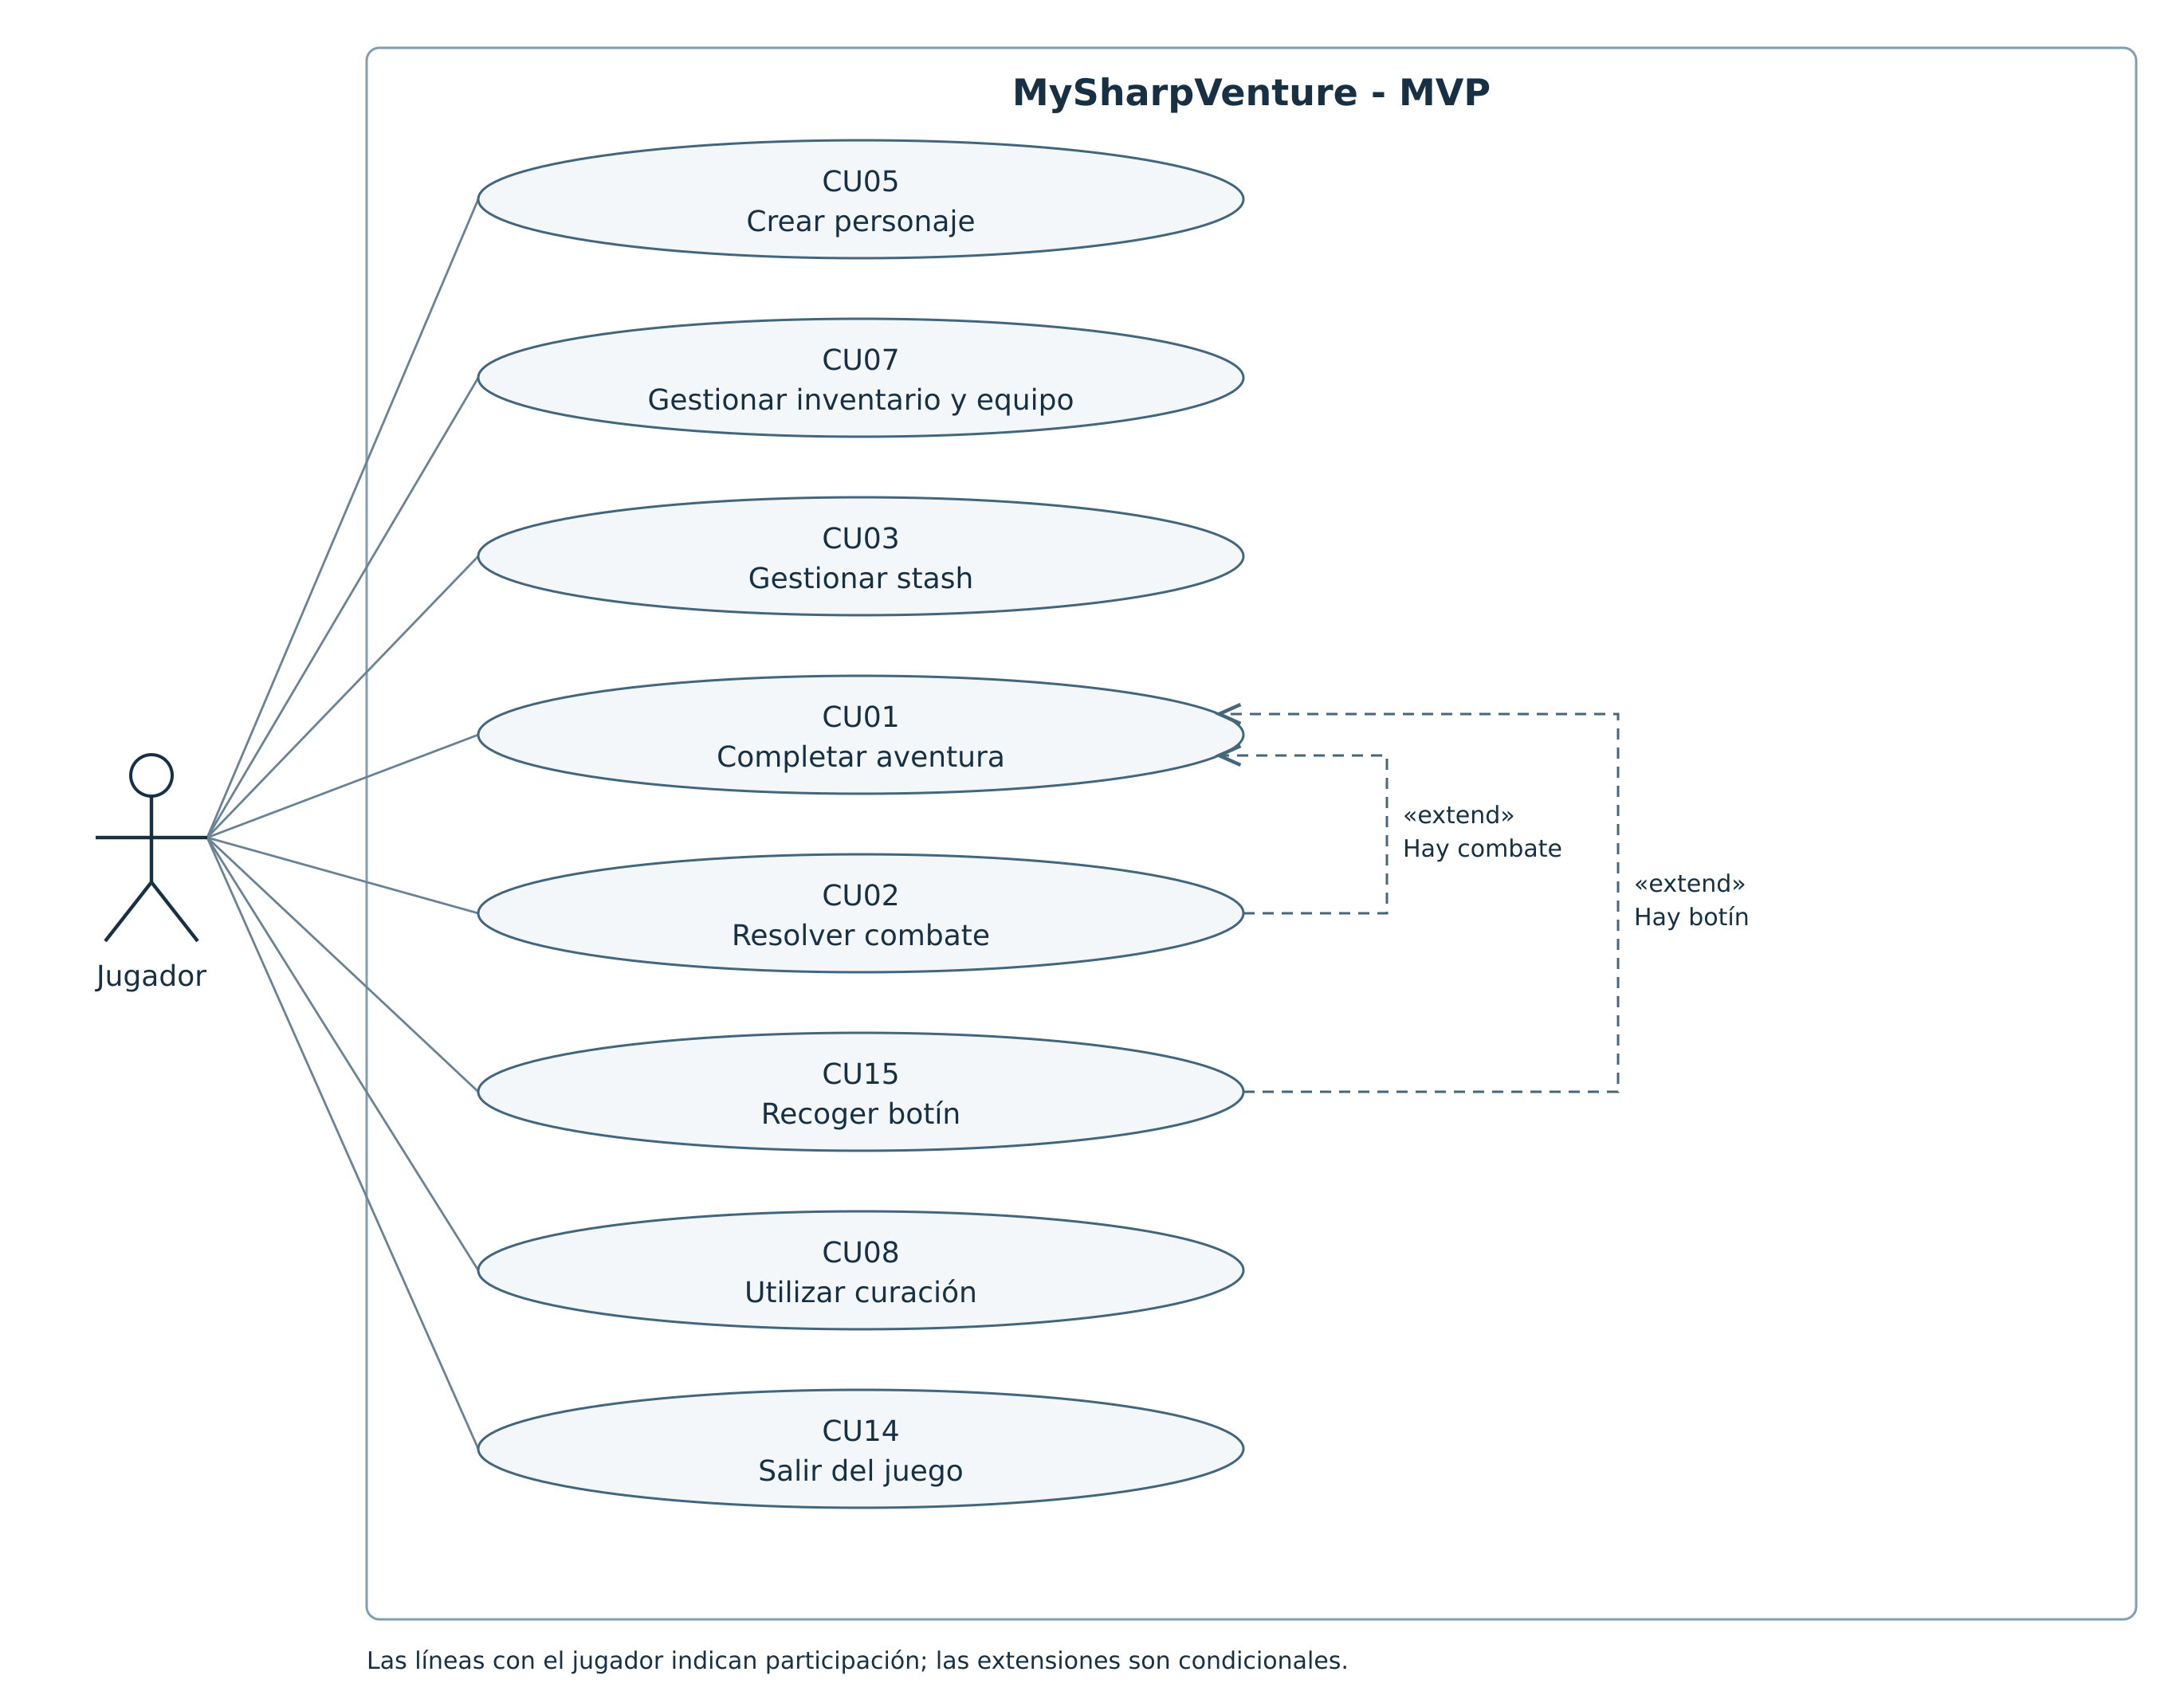 MySharpVenture - MVP
CU05
Crear personaje
CU07
Gestionar inventario y equipo
CU03
Gestionar stash
CU01
Completar aventura
«extend»
Hay combate
CU02
Resolver combate
«extend»
Hay botín
Jugador
CU15
Recoger botín
CU08
Utilizar curación
CU14
Salir del juego
Las líneas con el jugador indican participación; las extensiones son condicionales.